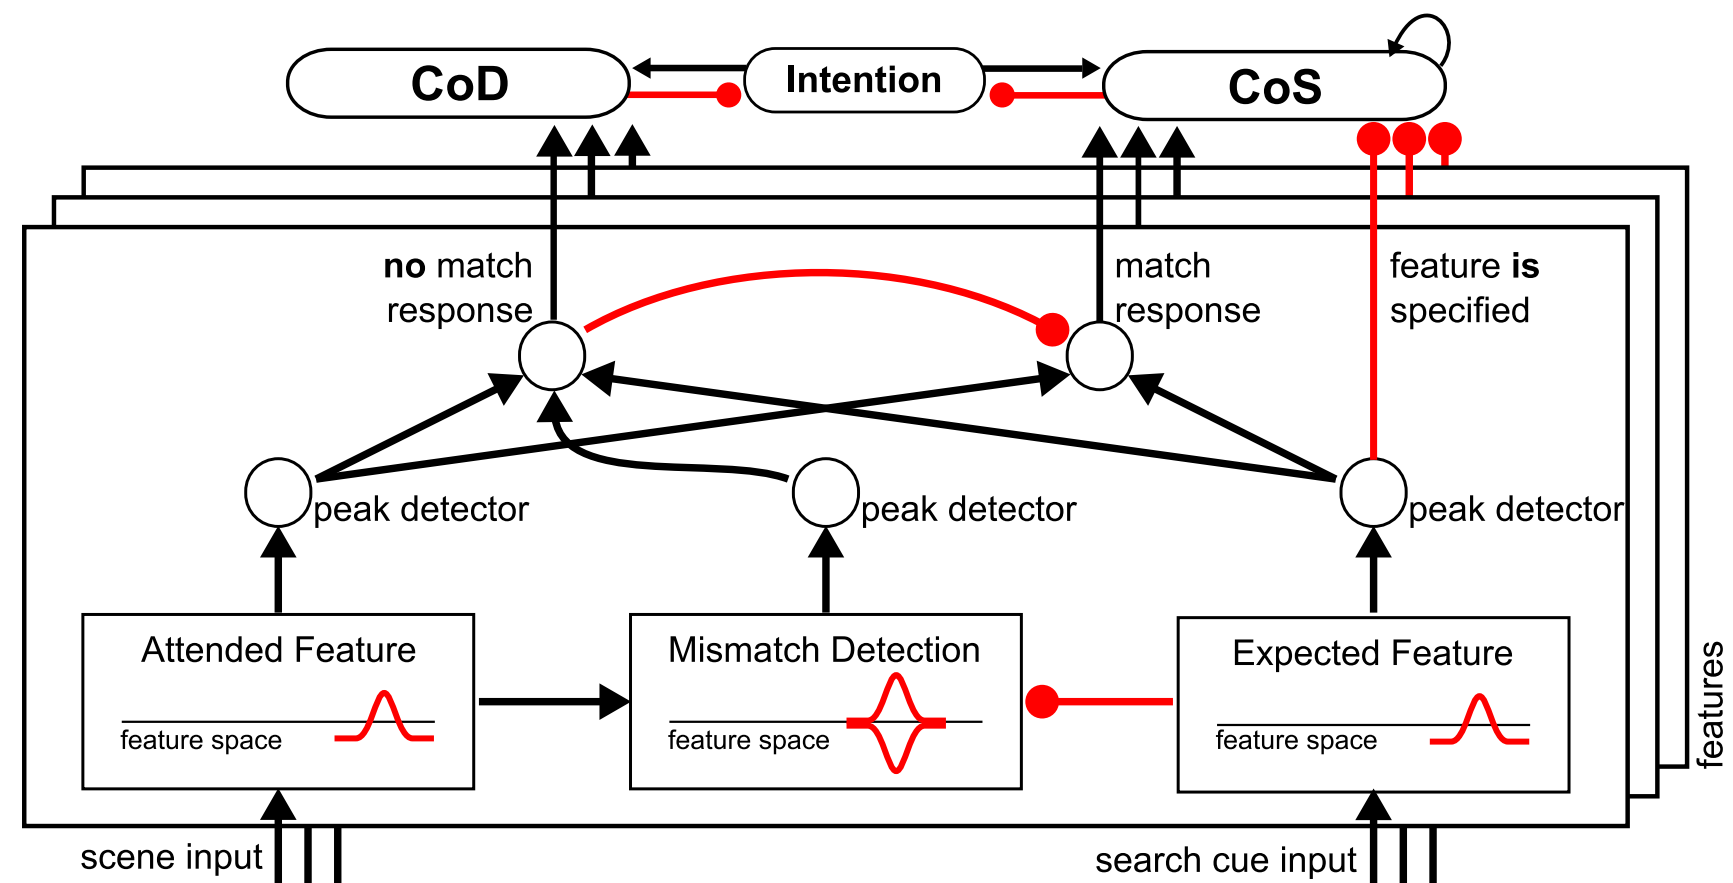 CoD
Intention
CoS
no match
response
match
response
feature is
specified
peak detector
peak detector
peak detector
Attended Feature
feature space
Mismatch Detection
feature space
Expected Feature
feature space
features
scene input
search cue input